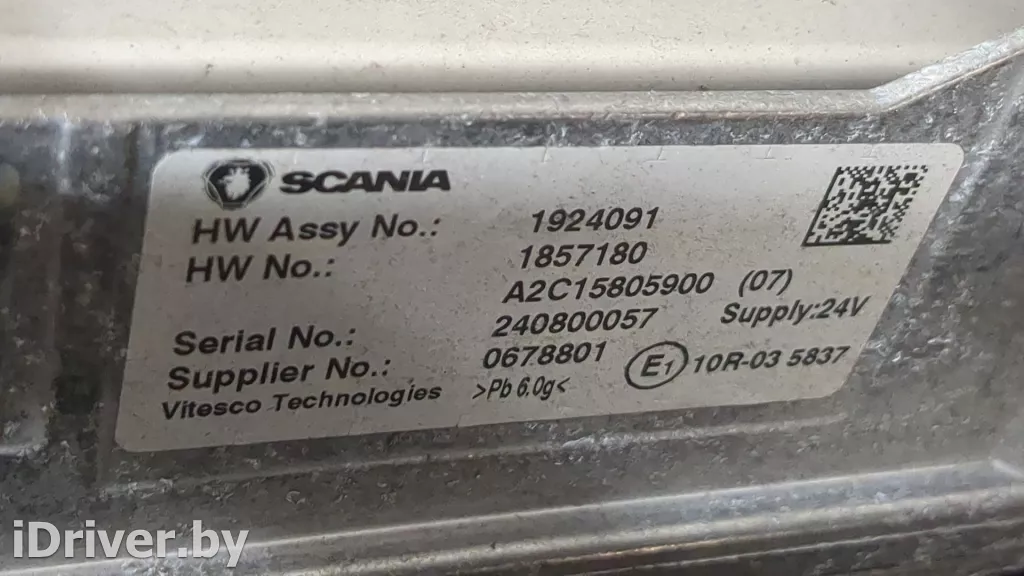 SCANIA
HW Assy No.: 1924091
HW No.: 1857180
A2C15805900 (07)
Serial No.: 240800057 Supply:24V
Supplier No.: 0678801 E1 10R-03 5837
Vitesco Technologies >Pb 6.0g<
iDriver.by